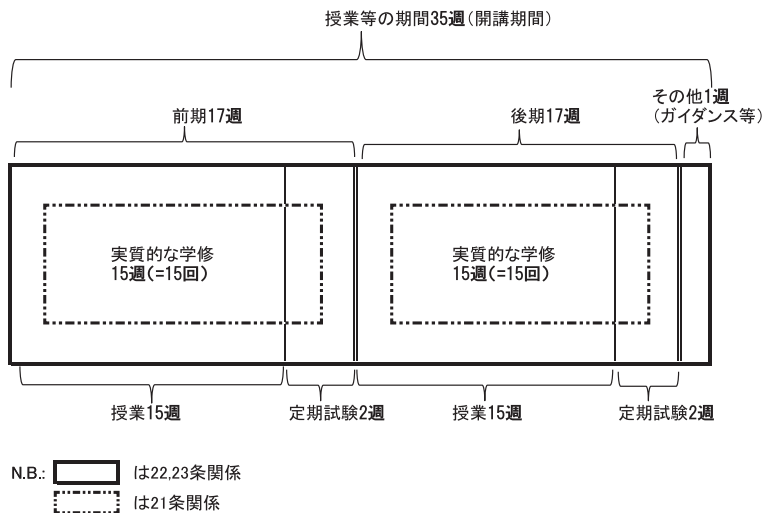 授業等の期間35週(開講期間)
その他1週
(ガイダンス等)
前期17週
後期17週
実質的な学修
15週(=15回)
実質的な学修
15週(=15回)
授業15週
定期試験2週
授業15週
定期試験2週
N.B.: は22,23条関係
は21条関係